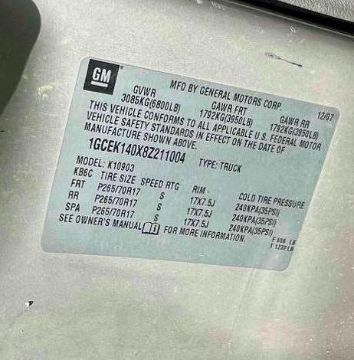 GM
MFD BY GENERAL MOTORS CORP. 12/07
GVWR GAWR FRT GAWR RR
3085KG(6800LB) 1792KG(3950LB) 1792KG(3950LB)
THIS VEHICLE CONFORMS TO ALL APPLICABLE U.S. FEDERAL MOTOR
VEHICLE SAFETY STANDARDS IN EFFECT ON THE DATE OF
MANUFACTURE SHOWN ABOVE.
1GCEK140X8Z211004 TYPE: TRUCK
MODEL: K10903
KB6C TIRE SIZE SPEED RTG RIM COLD TIRE PRESSURE
FRT P265/70R17 S 17X7.5J 240KPA(35PSI)
RR P265/70R17 S 17X7.5J 240KPA(35PSI)
SPA P265/70R17 S 17X7.5J 240KPA(35PSI)
SEE OWNER'S MANUAL